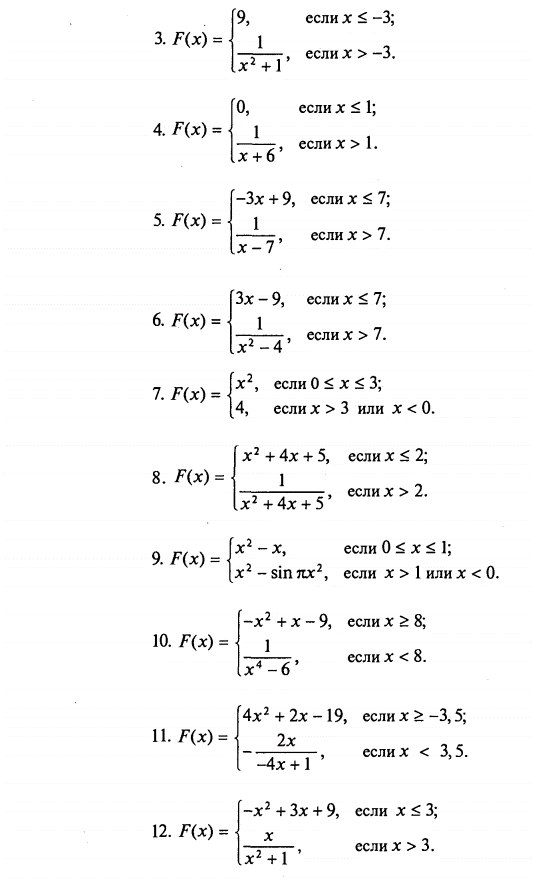 3. F(x) = {9, если x ≤ −3;
1/(x² + 1), если x > −3.
4. F(x) = {0, если x ≤ 1;
1/(x + 6), если x > 1.
5. F(x) = {−3x + 9, если x ≤ 7;
1/(x − 7), если x > 7.
6. F(x) = {3x − 9, если x ≤ 7;
1/(x² − 4), если x > 7.
7. F(x) = {x², если 0 ≤ x ≤ 3;
4, если x > 3 или x < 0.
8. F(x) = {x² + 4x + 5, если x ≤ 2;
1/(x² + 4x + 5), если x > 2.
9. F(x) = {x² − x, если 0 ≤ x ≤ 1;
x² − sin πx², если x > 1 или x < 0.
10. F(x) = {−x² + x − 9, если x ≥ 8;
1/(x⁴ − 6), если x < 8.
11. F(x) = {4x² + 2x − 19, если x ≥ −3,5;
−2x/(−4x + 1), если x < 3,5.
12. F(x) = {−x² + 3x + 9, если x ≤ 3;
x/(x² + 1), если x > 3.